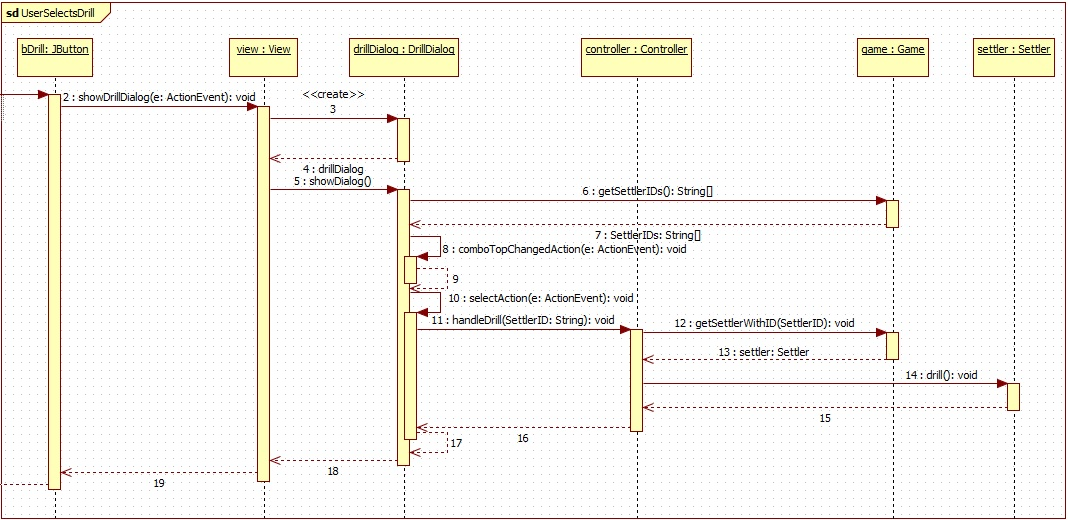 sd UserSelectsDrill
bDrill: JButton
view : View
drillDialog : DrillDialog
controller : Controller
game : Game
settler : Settler
2 : showDrillDialog(e: ActionEvent): void
<<create>>
3
4 : drillDialog
5 : showDialog()
6 : getSettlerIDs(): String[]
7 : SettlerIDs: String[]
8 : comboTopChangedAction(e: ActionEvent): void
9
10 : selectAction(e: ActionEvent): void
11 : handleDrill(SettlerID: String): void
12 : getSettlerWithID(SettlerID): void
13 : settler: Settler
14 : drill(): void
15
16
17
18
19